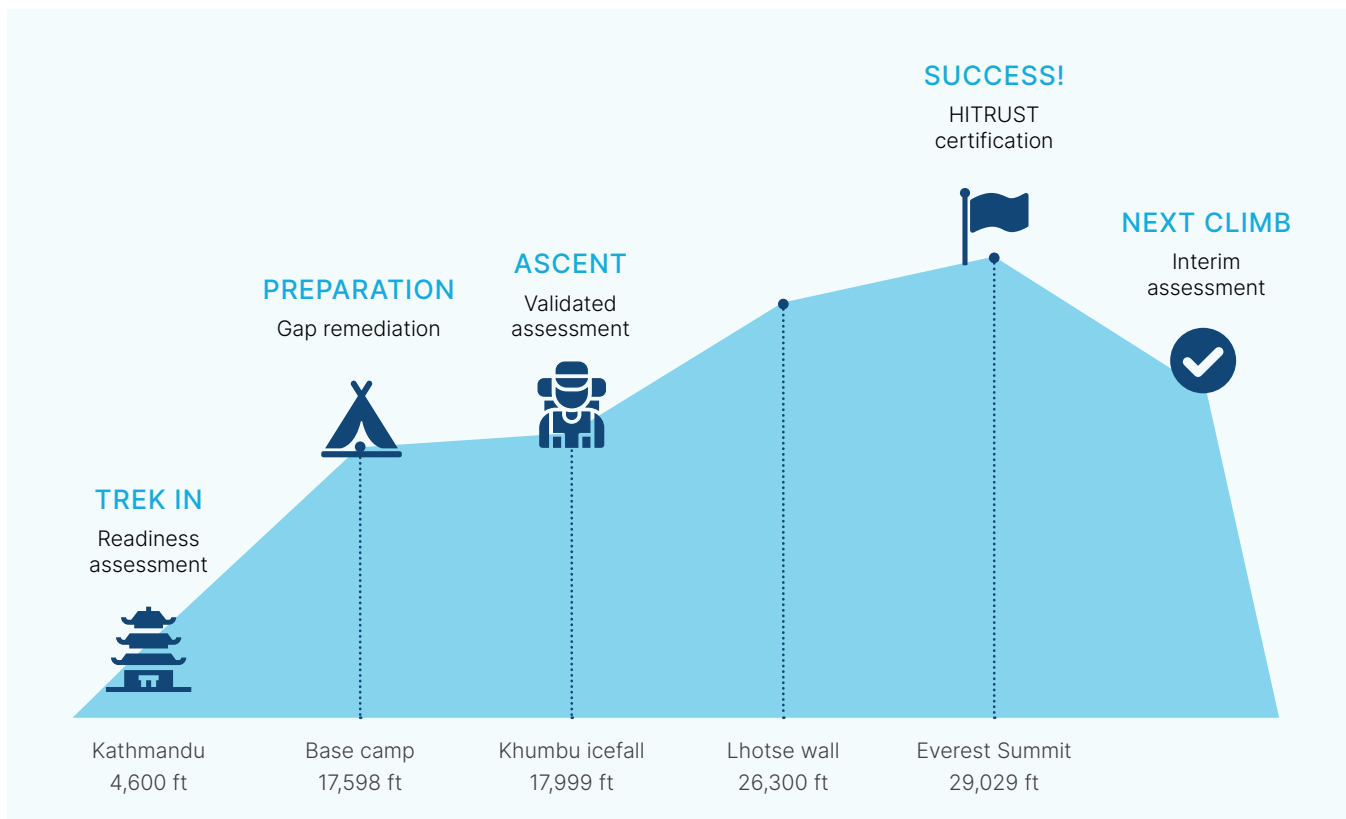 SUCCESS!
HITRUST
certification
NEXT CLIMB
Interim
assessment
ASCENT
Validated
assessment
PREPARATION
Gap remediation
TREK IN
Readiness
assessment
Kathmandu
4,600 ft
Base camp
17,598 ft
Khumbu icefall
17,999 ft
Lhotse wall
26,300 ft
Everest Summit
29,029 ft